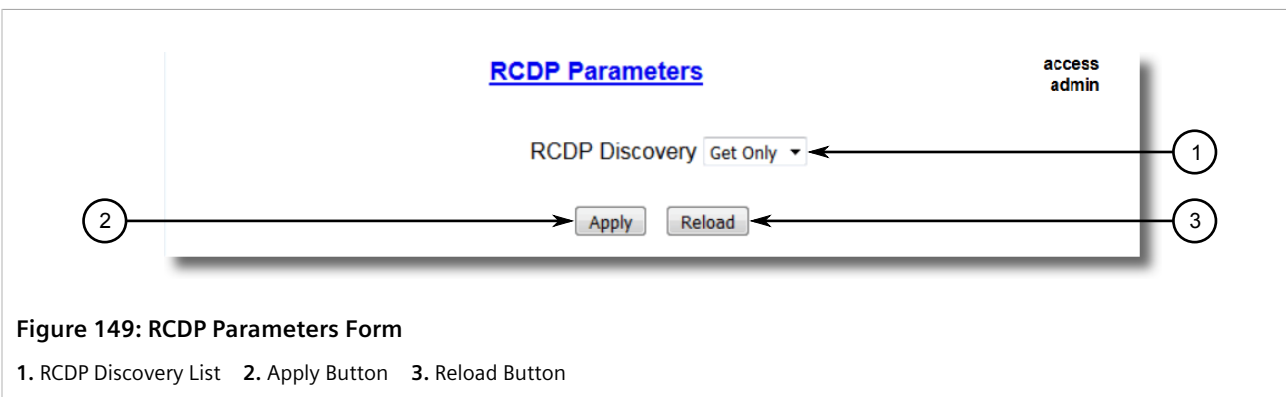 RCDP Parameters
access
admin
RCDP Discovery Get Only
1
2
Apply Reload
3
Figure 149: RCDP Parameters Form
1. RCDP Discovery List 2. Apply Button 3. Reload Button